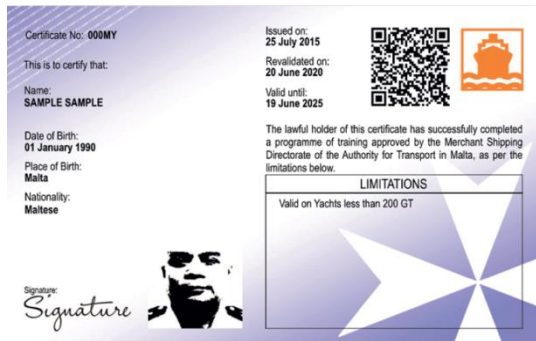 Certificate No: 000MY
This is to certify that:
Name:
SAMPLE SAMPLE
Date of Birth:
01 January 1990
Place of Birth:
Malta
Nationality:
Maltese
Signature:
Signature
Issued on:
25 July 2015
Revalidated on:
20 June 2020
Valid until:
19 June 2025
The lawful holder of this certificate has successfully completed
a programme of training approved by the Merchant Shipping
Directorate of the Authority for Transport in Malta, as per the
limitations below.
LIMITATIONS
Valid on Yachts less than 200 GT